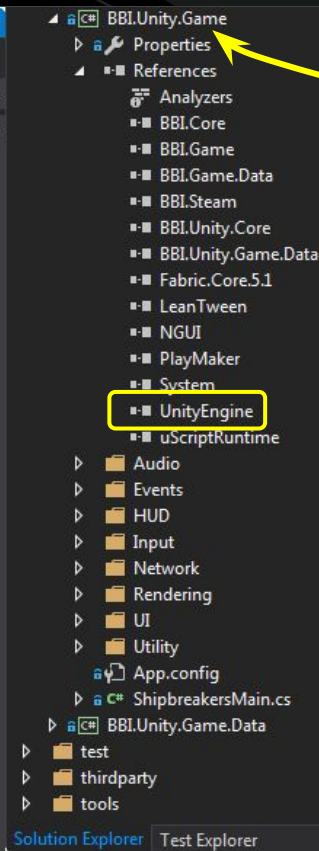 BBI.Unity.Game
Properties
References
Analyzers
BBI.Core
BBI.Game
BBI.Game.Data
BBI.Steam
BBI.Unity.Core
BBI.Unity.Game.Data
Fabric.Core.5.1
LeanTween
NGUI
PlayMaker
System
UnityEngine
uScriptRuntime
Audio
Events
HUD
Input
Network
Rendering
UI
Utility
App.config
C# ShipbreakersMain.cs
C# BBI.Unity.Game.Data
test
thirdparty
tools
Solution Explorer Test Explorer